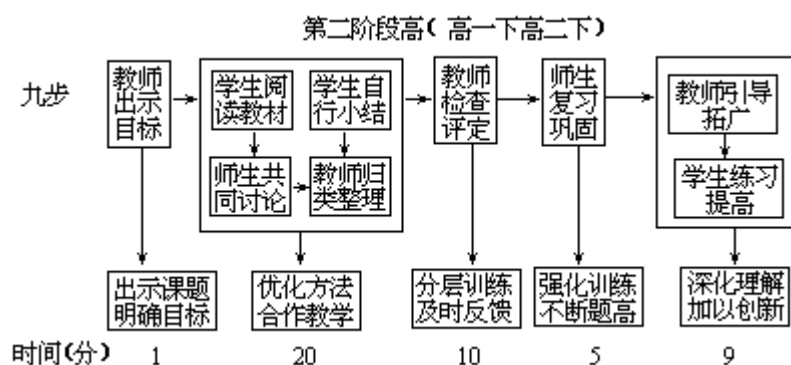 第二阶段高( 高一下高二下)
九步
教师
出示
目标
学生阅
读教材
学生自
行小结
师生共
同讨论
教师归
类整理
教师
检查
评定
师生
复习
巩固
教师引导
拓广
学生练习
提高
出示课题
明确目标
优化方法
合作教学
分层训练
及时反馈
强化训练
不断题高
深化理解
加以创新
时间(分) 1 20 10 5 9